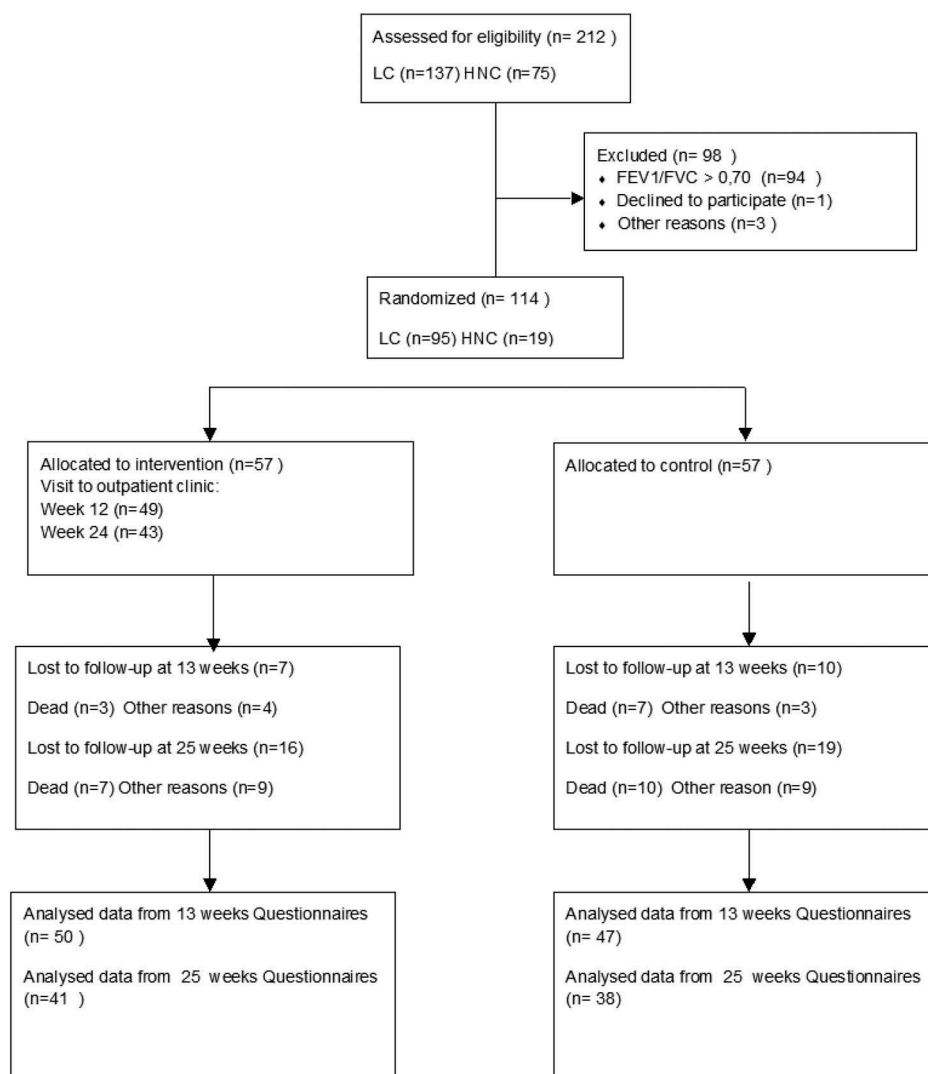 Assessed for eligibility (n= 212 )
LC (n=137) HNC (n=75)
Excluded (n= 98 )
♦ FEV1/FVC > 0,70 (n=94 )
♦ Declined to participate (n=1)
♦ Other reasons (n=3 )
Randomized (n= 114 )
LC (n=95) HNC (n=19)
Allocated to intervention (n=57 )
Visit to outpatient clinic:
Week 12 (n=49)
Week 24 (n=43)
Allocated to control (n=57 )
Lost to follow-up at 13 weeks (n=7)
Dead (n=3) Other reasons (n=4)
Lost to follow-up at 25 weeks (n=16)
Dead (n=7) Other reasons (n=9)
Lost to follow-up at 13 weeks (n=10)
Dead (n=7) Other reasons (n=3)
Lost to follow-up at 25 weeks (n=19)
Dead (n=10) Other reason (n=9)
Analysed data from 13 weeks Questionnaires
(n= 50 )
Analysed data from 25 weeks Questionnaires
(n=41 )
Analysed data from 13 weeks Questionnaires
(n= 47)
Analysed data from 25 weeks Questionnaires
(n= 38)